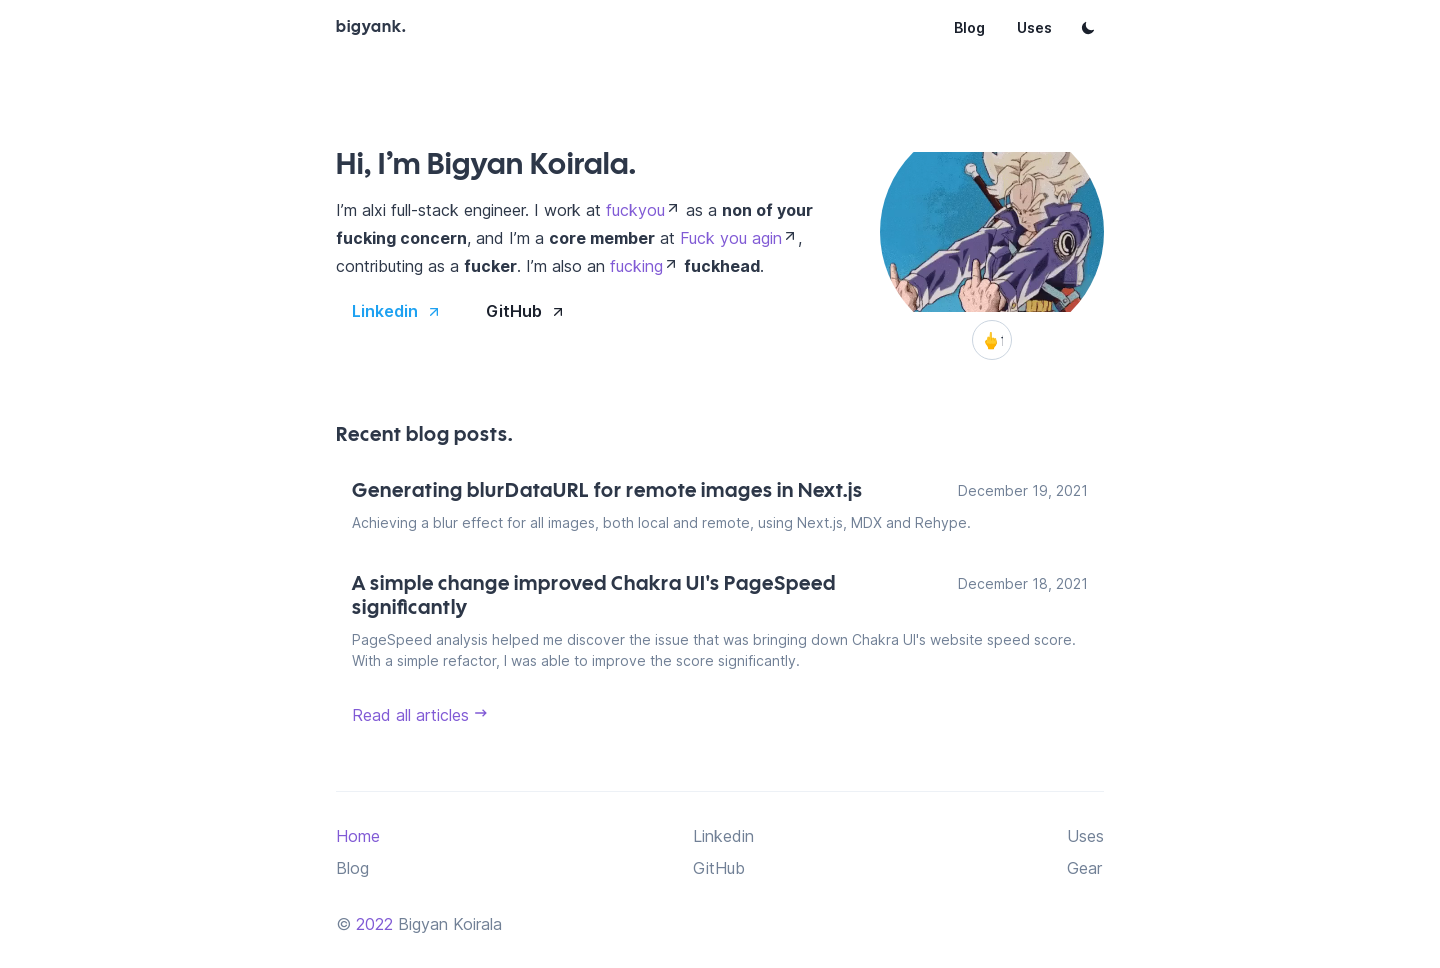 bigyank.
Blog
Uses
Hi, I’m Bigyan Koirala.
I’m alxi full-stack engineer. I work at fuckyou as a non of your
fucking concern, and I’m a core member at Fuck you agin,
contributing as a fucker. I’m also an fucking fuckhead.
Linkedin
GitHub
Recent blog posts.
Generating blurDataURL for remote images in Next.js
December 19, 2021
Achieving a blur effect for all images, both local and remote, using Next.js, MDX and Rehype.
A simple change improved Chakra UI's PageSpeed
significantly
December 18, 2021
PageSpeed analysis helped me discover the issue that was bringing down Chakra UI's website speed score.
With a simple refactor, I was able to improve the score significantly.
Read all articles →
Home
Linkedin
Uses
Blog
GitHub
Gear
© 2022 Bigyan Koirala